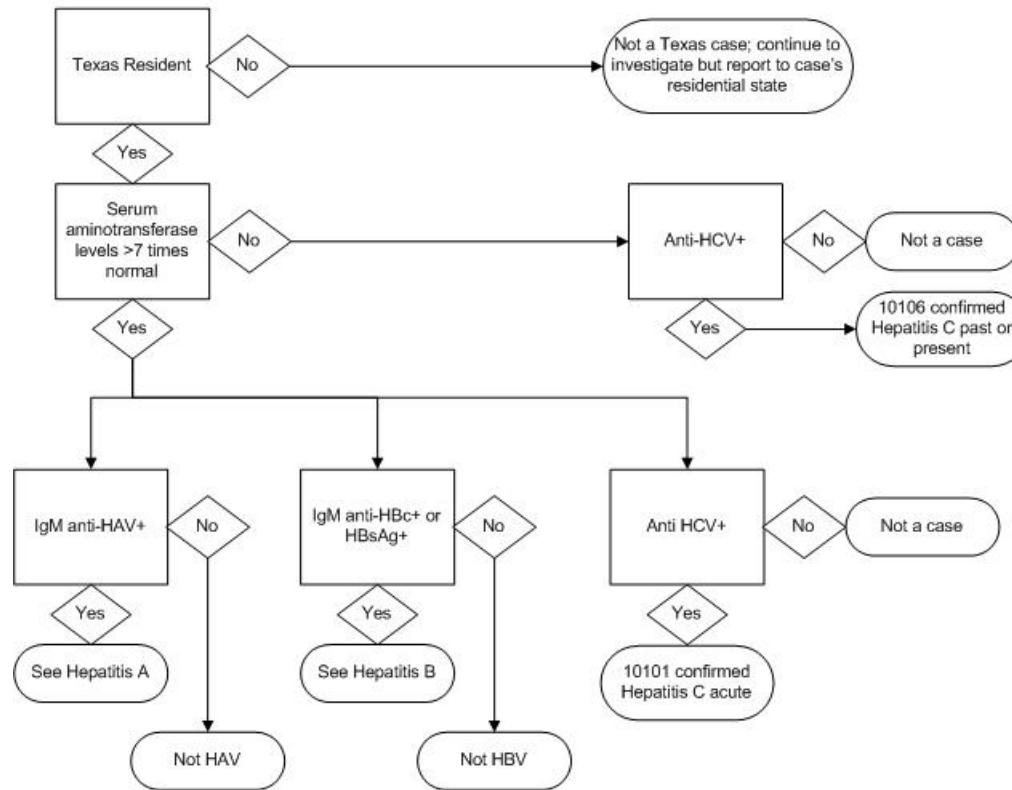 Texas Resident
No
Not a Texas case; continue to
investigate but report to case's
residential state
Yes
Serum
aminotransferase
levels >7 times
normal
No
Anti-HCV+
No
Not a case
Yes
Yes
10106 confirmed
Hepatitis C past or
present
IgM anti-HAV+
No
IgM anti-HBc+ or
HBsAg+
No
Anti HCV+
No
Not a case
Yes
Yes
Yes
See Hepatitis A
See Hepatitis B
10101 confirmed
Hepatitis C acute
Not HAV
Not HBV